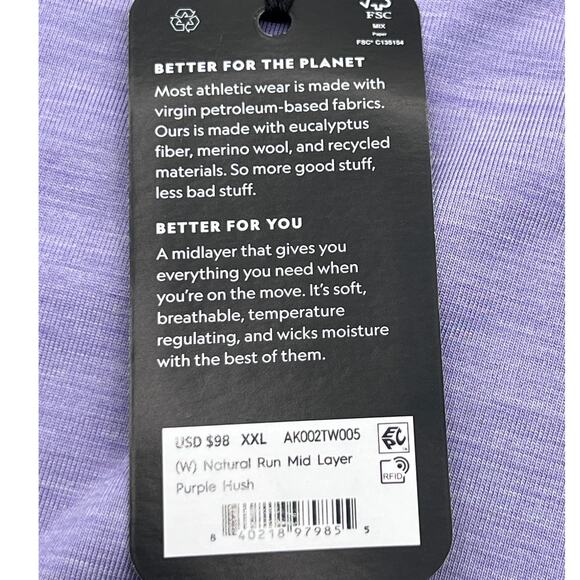 FSC
MIX
Paper
FSC® C135154
BETTER FOR THE PLANET
Most athletic wear is made with
virgin petroleum-based fabrics.
Ours is made with eucalyptus
fiber, merino wool, and recycled
materials. So more good stuff,
less bad stuff.
BETTER FOR YOU
A midlayer that gives you
everything you need when
you're on the move. It's soft,
breathable, temperature
regulating, and wicks moisture
with the best of them.
USD $98 XXL AK002TW005
(W) Natural Run Mid Layer
Purple Hush
EPC
RFID
8 40218 97985 5